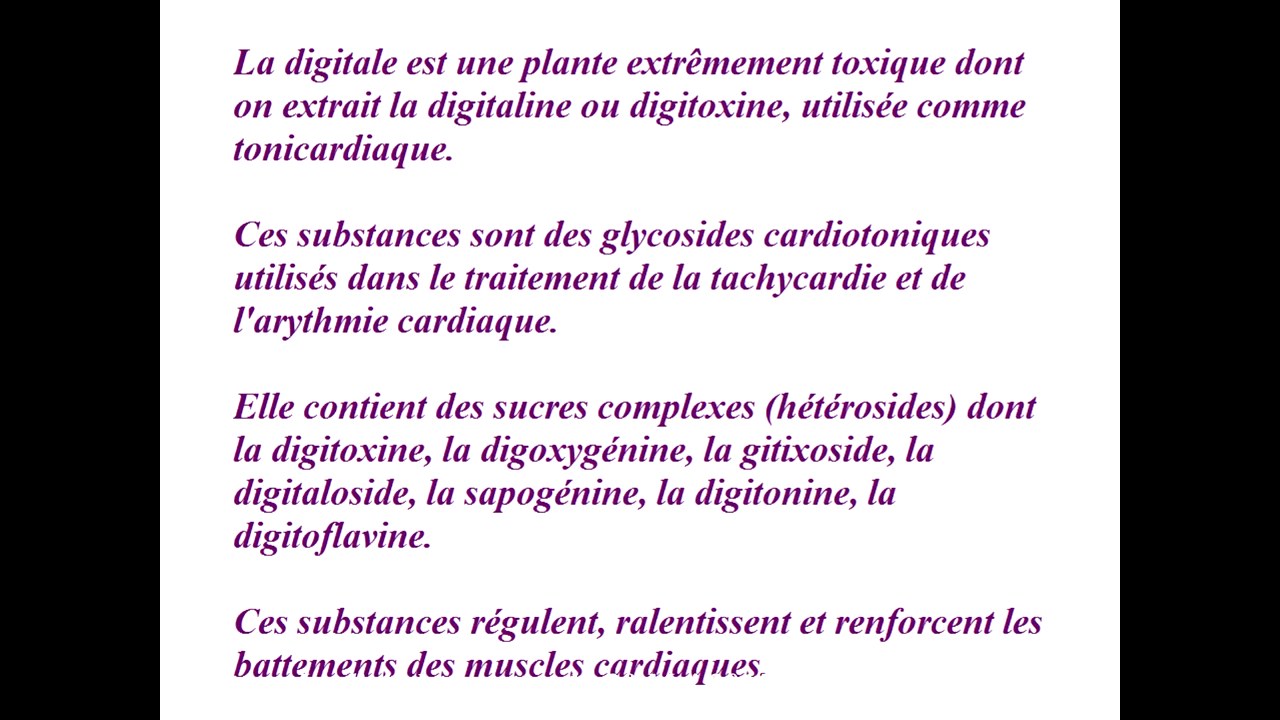 La digitale est une plante extrêmement toxique dont
on extrait la digitaline ou digitoxine, utilisée comme
tonicardiaque.
Ces substances sont des glycosides cardiotoniques
utilisés dans le traitement de la tachycardie et de
l'arythmie cardiaque.
Elle contient des sucres complexes (hétérosides) dont
la digitoxine, la digoxygénine, la gitixoside, la
digitaloside, la sapogénine, la digitonine, la
digitoflavine.
Ces substances régulent, ralentissent et renforcent les
battements des muscles cardiaques.